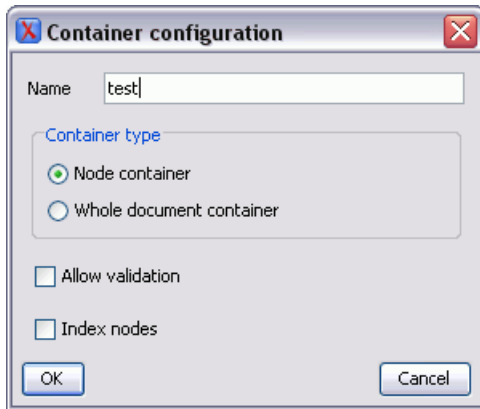 Container configuration
Name test
Container type
Node container
Whole document container
Allow validation
Index nodes
OK Cancel